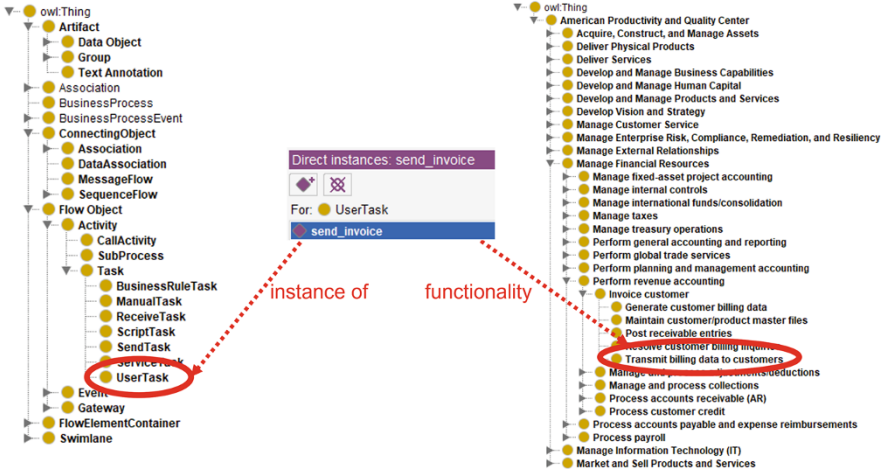 owl:Thing
Artifact
Data Object
Group
Text Annotation
Association
BusinessProcess
BusinessProcessEvent
ConnectingObject
Association
DataAssociation
MessageFlow
SequenceFlow
Flow Object
Activity
CallActivity
SubProcess
Task
BusinessRuleTask
ManualTask
ReceiveTask
ScriptTask
SendTask
ServiceTask
UserTask
Event
Gateway
FlowElementContainer
Swimlane
Direct instances: send_invoice
For: UserTask
send_invoice
instance of
functionality
owl:Thing
American Productivity and Quality Center
Acquire, Construct, and Manage Assets
Deliver Physical Products
Deliver Services
Develop and Manage Business Capabilities
Develop and Manage Human Capital
Develop and Manage Products and Services
Develop Vision and Strategy
Manage Customer Service
Manage Enterprise Risk, Compliance, Remediation, and Resiliency
Manage External Relationships
Manage Financial Resources
Manage fixed-asset project accounting
Manage internal controls
Manage international funds/consolidation
Manage taxes
Manage treasury operations
Perform general accounting and reporting
Perform global trade services
Perform planning and management accounting
Perform revenue accounting
Invoice customer
Generate customer billing data
Maintain customer/product master files
Post receivable entries
Resolve customer billing inquiries
Transmit billing data to customers
Manage and process adjustments/deductions
Manage and process collections
Process accounts receivable (AR)
Process customer credit
Process accounts payable and expense reimbursements
Process payroll
Manage Information Technology (IT)
Market and Sell Products and Services